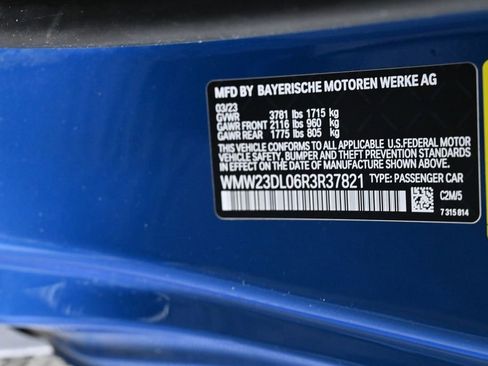 MFD BY BAYERISCHE MOTOREN WERKE AG
03/23
GVWR 3781 lbs 1715 kg
GAWR FRONT 2116 lbs 960 kg
GAWR REAR 1775 lbs 805 kg
THIS VEHICLE CONFORMS TO ALL APPLICABLE U.S.FEDERAL MOTOR
VEHICLE SAFETY, BUMPER, AND THEFT PREVENTION STANDARDS
IN EFFECT ON THE DATE OF MANUFACTURE SHOWN ABOVE.
WMW23DL06R3R37821 TYPE: PASSENGER CAR
C2M/5
7 315 814